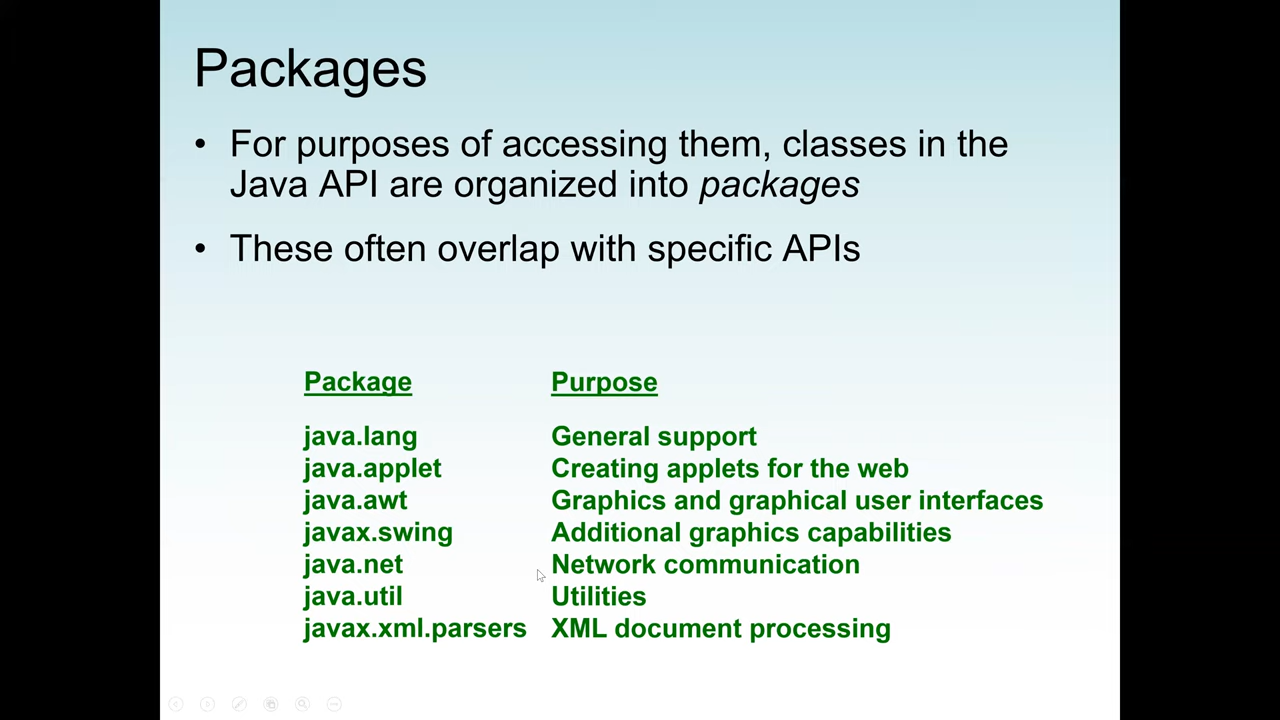 Packages
• For purposes of accessing them, classes in the
Java API are organized into packages
• These often overlap with specific APIs
Package Purpose
java.lang General support
java.applet Creating applets for the web
java.awt Graphics and graphical user interfaces
javax.swing Additional graphics capabilities
java.net Network communication
java.util Utilities
javax.xml.parsers XML document processing